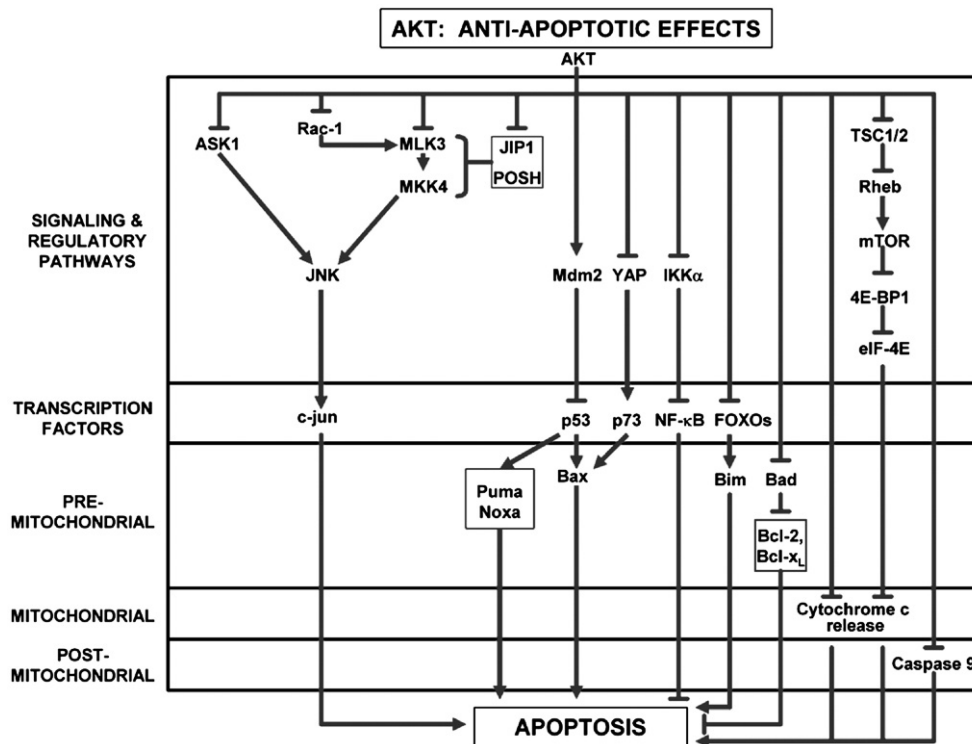 AKT: ANTI-APOPTOTIC EFFECTS
AKT
ASK1
Rac-1
MLK3
MKK4
JIP1
POSH
TSC1/2
Rheb
mTOR
4E-BP1
eIF-4E
SIGNALING &
REGULATORY
PATHWAYS
JNK
Mdm2
YAP
IKKα
TRANSCRIPTION
FACTORS
c-jun
p53
p73
NF-κB
FOXOs
PRE-
MITOCHONDRIAL
Puma
Noxa
Bax
Bim
Bad
Bcl-2,
Bcl-xL
MITOCHONDRIAL
Cytochrome c
release
POST-
MITOCHONDRIAL
Caspase 9
APOPTOSIS